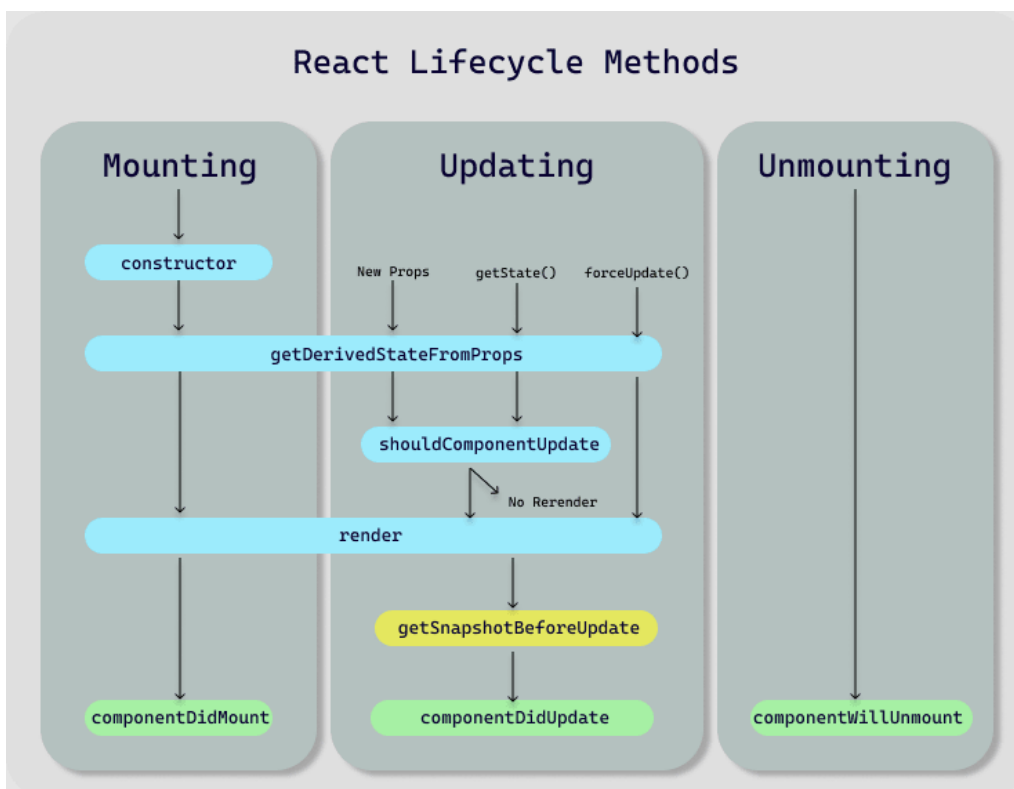 React Lifecycle Methods
Mounting
Updating
Unmounting
constructor
New Props
getState()
forceUpdate()
getDerivedStateFromProps
shouldComponentUpdate
No Rerender
render
getSnapshotBeforeUpdate
componentDidMount
componentDidUpdate
componentWillUnmount